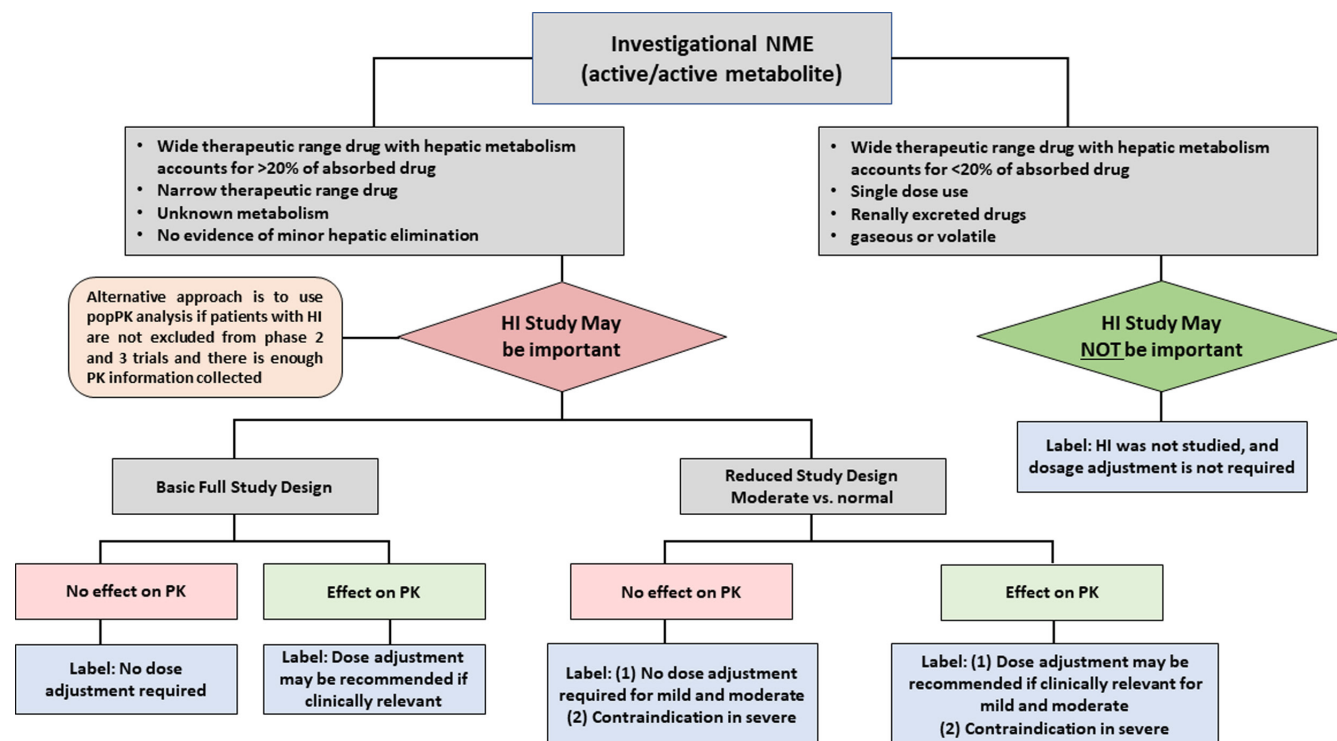 Investigational NME
(active/active metabolite)
• Wide therapeutic range drug with hepatic metabolism
accounts for >20% of absorbed drug
• Narrow therapeutic range drug
• Unknown metabolism
• No evidence of minor hepatic elimination
• Wide therapeutic range drug with hepatic metabolism
accounts for <20% of absorbed drug
• Single dose use
• Renally excreted drugs
• gaseous or volatile
Alternative approach is to use
popPK analysis if patients with HI
are not excluded from phase 2
and 3 trials and there is enough
PK information collected
HI Study May
be important
HI Study May
NOT be important
Label: HI was not studied, and
dosage adjustment is not required
Basic Full Study Design
Reduced Study Design
Moderate vs. normal
No effect on PK
Effect on PK
No effect on PK
Effect on PK
Label: No dose
adjustment required
Label: Dose adjustment
may be recommended if
clinically relevant
Label: (1) No dose adjustment
required for mild and moderate
(2) Contraindication in severe
Label: (1) Dose adjustment may be
recommended if clinically relevant for
mild and moderate
(2) Contraindication in severe